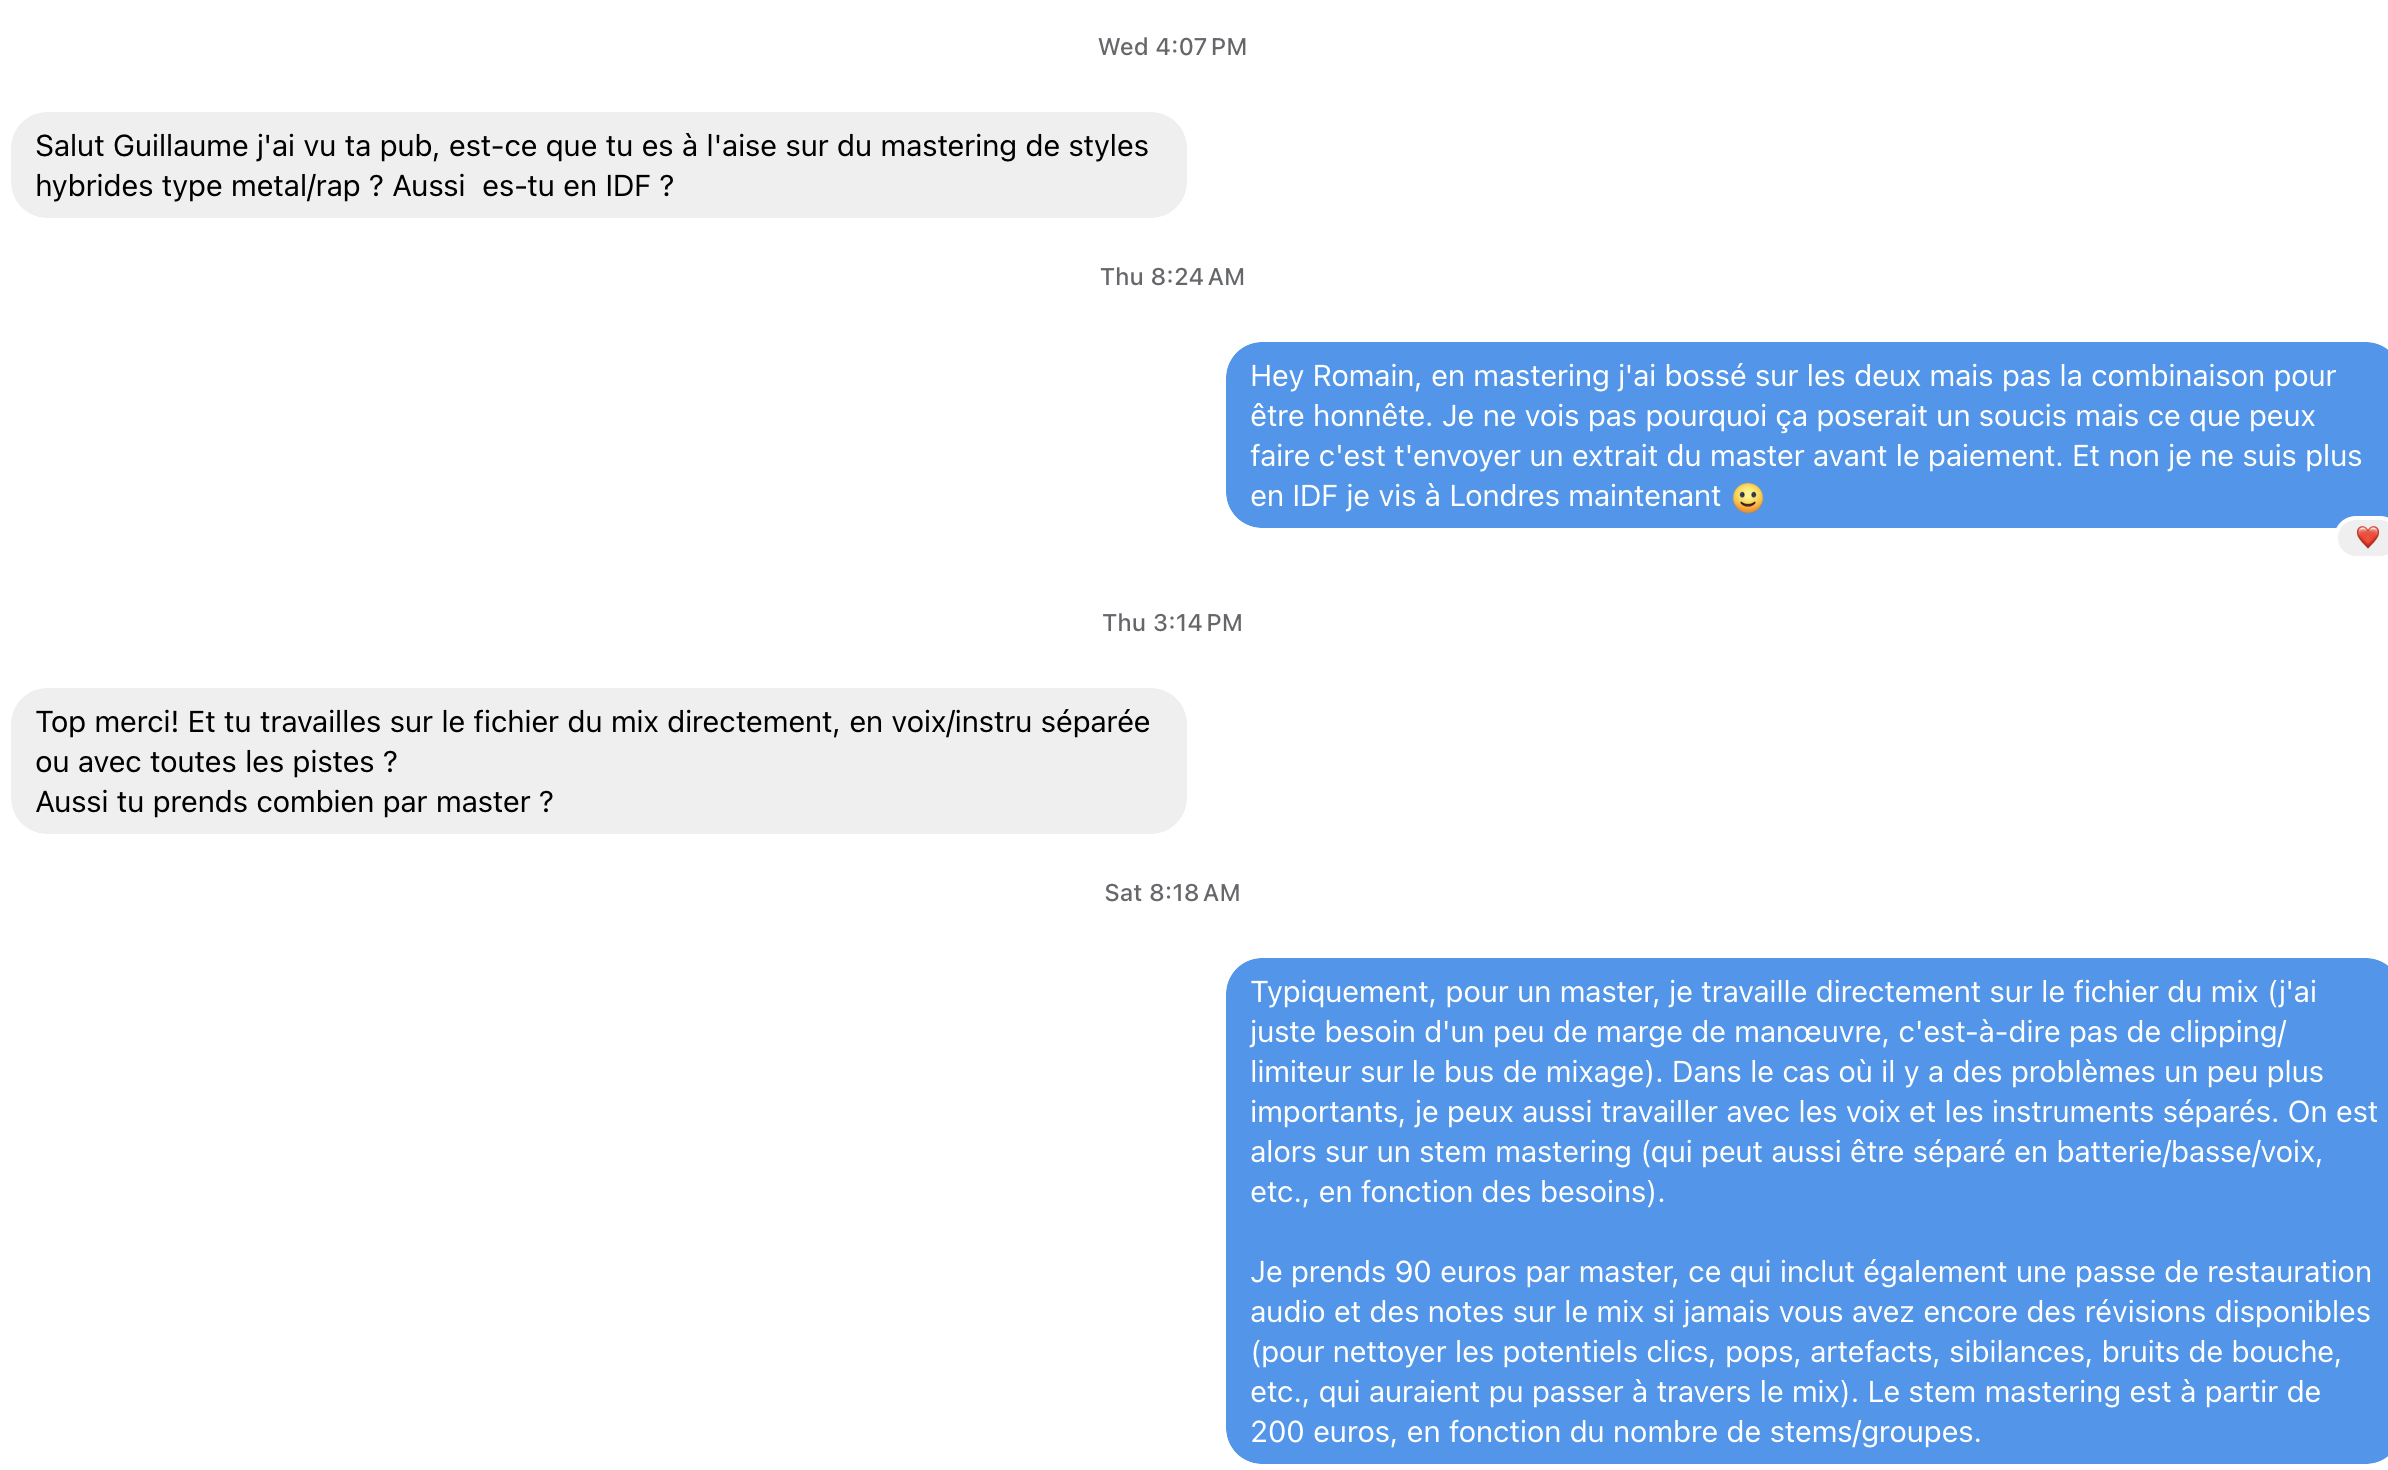 Wed 4:07 PM
Salut Guillaume j'ai vu ta pub, est-ce que tu es à l'aise sur du mastering de styles
hybrides type metal/rap ? Aussi  es-tu en IDF ?
Thu 8:24 AM
Hey Romain, en mastering j'ai bossé sur les deux mais pas la combinaison pour
être honnête. Je ne vois pas pourquoi ça poserait un soucis mais ce que peux
faire c'est t'envoyer un extrait du master avant le paiement. Et non je ne suis plus
en IDF je vis à Londres maintenant 🙂
❤️
Thu 3:14 PM
Top merci! Et tu travailles sur le fichier du mix directement, en voix/instru séparée
ou avec toutes les pistes ?
Aussi tu prends combien par master ?
Sat 8:18 AM
Typiquement, pour un master, je travaille directement sur le fichier du mix (j'ai
juste besoin d'un peu de marge de manœuvre, c'est-à-dire pas de clipping/
limiteur sur le bus de mixage). Dans le cas où il y a des problèmes un peu plus
importants, je peux aussi travailler avec les voix et les instruments séparés. On est
alors sur un stem mastering (qui peut aussi être séparé en batterie/basse/voix,
etc., en fonction des besoins).
Je prends 90 euros par master, ce qui inclut également une passe de restauration
audio et des notes sur le mix si jamais vous avez encore des révisions disponibles
(pour nettoyer les potentiels clics, pops, artefacts, sibilances, bruits de bouche,
etc., qui auraient pu passer à travers le mix). Le stem mastering est à partir de
200 euros, en fonction du nombre de stems/groupes.